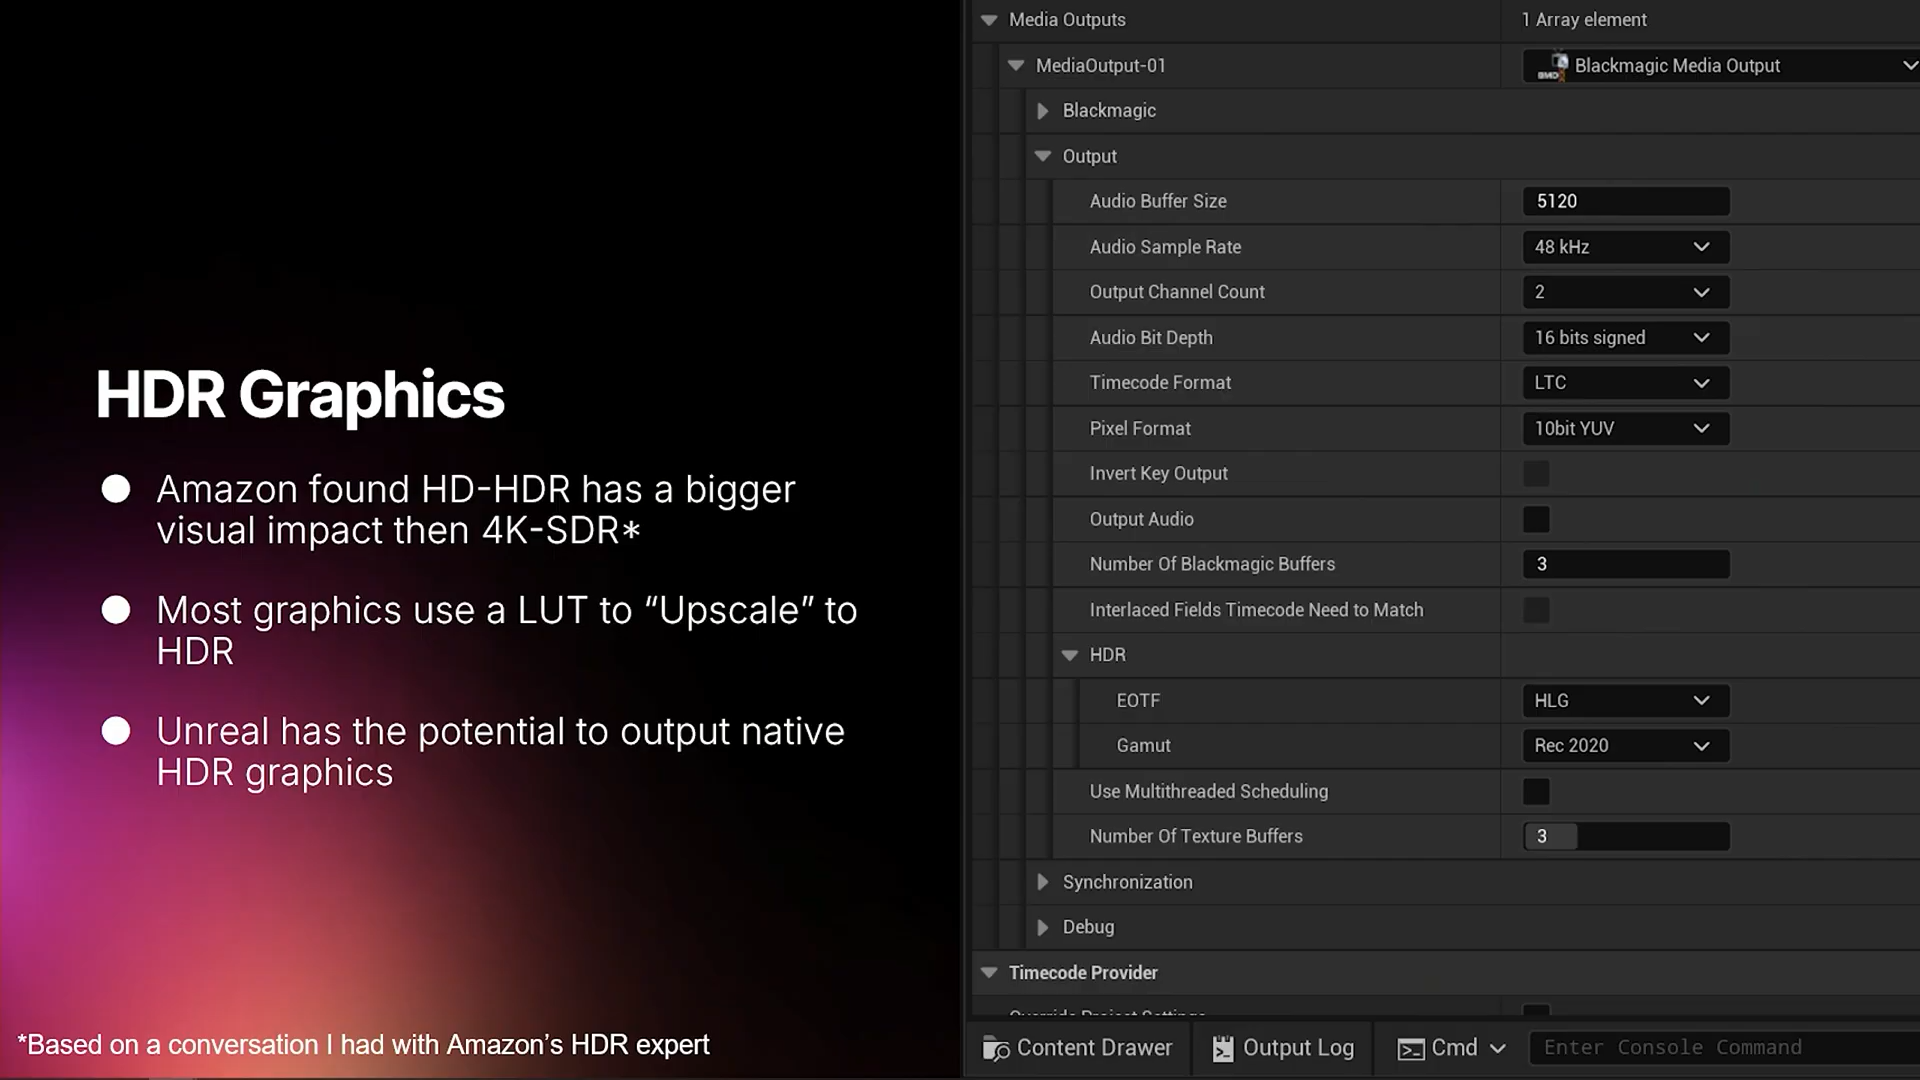 HDR Graphics
Amazon found HD-HDR has a bigger
visual impact then 4K-SDR*
Most graphics use a LUT to “Upscale” to
HDR
Unreal has the potential to output native
HDR graphics
*Based on a conversation I had with Amazon’s HDR expert
Media Outputs 1 Array element
MediaOutput-01 Blackmagic Media Output
Blackmagic
Output
Audio Buffer Size 5120
Audio Sample Rate 48 kHz
Output Channel Count 2
Audio Bit Depth 16 bits signed
Timecode Format LTC
Pixel Format 10bit YUV
Invert Key Output
Output Audio
Number Of Blackmagic Buffers 3
Interlaced Fields Timecode Need to Match
HDR
EOTF HLG
Gamut Rec 2020
Use Multithreaded Scheduling
Number Of Texture Buffers 3
Synchronization
Debug
Timecode Provider
Override Project Settings
Content Drawer Output Log Cmd Enter Console Command